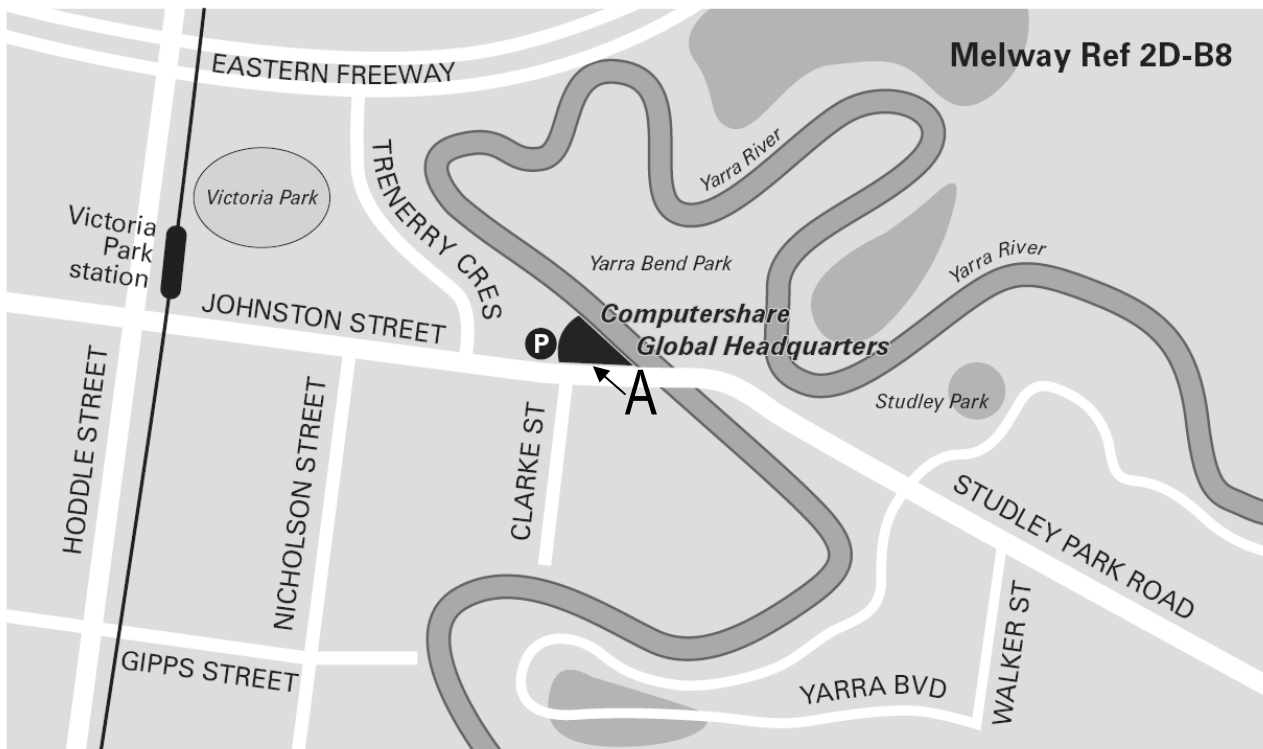 Melway Ref 2D-B8
EASTERN FREEWAY
TRENERRY CRES
Yarra River
Victoria Park
Victoria
Park
station
Yarra Bend Park
Yarra River
JOHNSTON STREET
Computershare
Global Headquarters
P
A
Studley Park
HODDLE STREET
NICHOLSON STREET
CLARKE ST
STUDLEY PARK ROAD
WALKER ST
GIPPS STREET
YARRA BVD